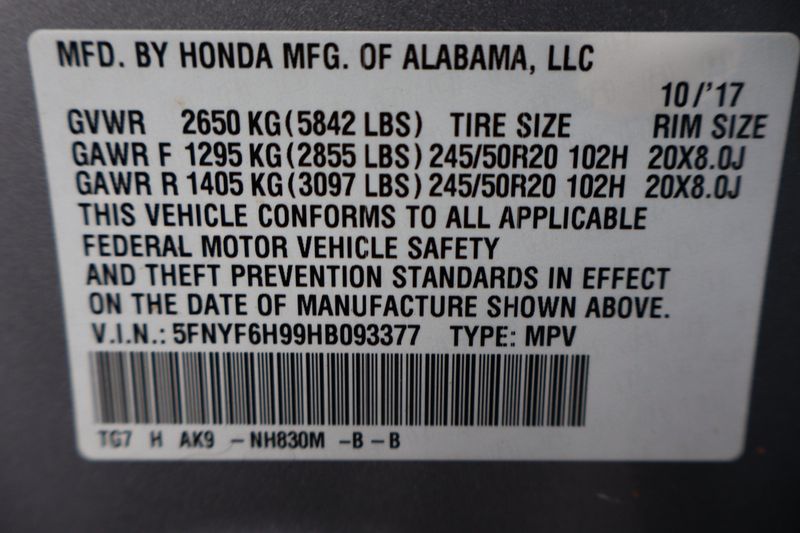 MFD. BY HONDA MFG. OF ALABAMA, LLC
10/'17
GVWR 2650 KG(5842 LBS) TIRE SIZE RIM SIZE
GAWR F 1295 KG(2855 LBS) 245/50R20 102H 20X8.0J
GAWR R 1405 KG(3097 LBS) 245/50R20 102H 20X8.0J
THIS VEHICLE CONFORMS TO ALL APPLICABLE
FEDERAL MOTOR VEHICLE SAFETY
AND THEFT PREVENTION STANDARDS IN EFFECT
ON THE DATE OF MANUFACTURE SHOWN ABOVE.
V.I.N.: 5FNYF6H99HB093377 TYPE: MPV
TG7 H AK9 - NH830M -B-B